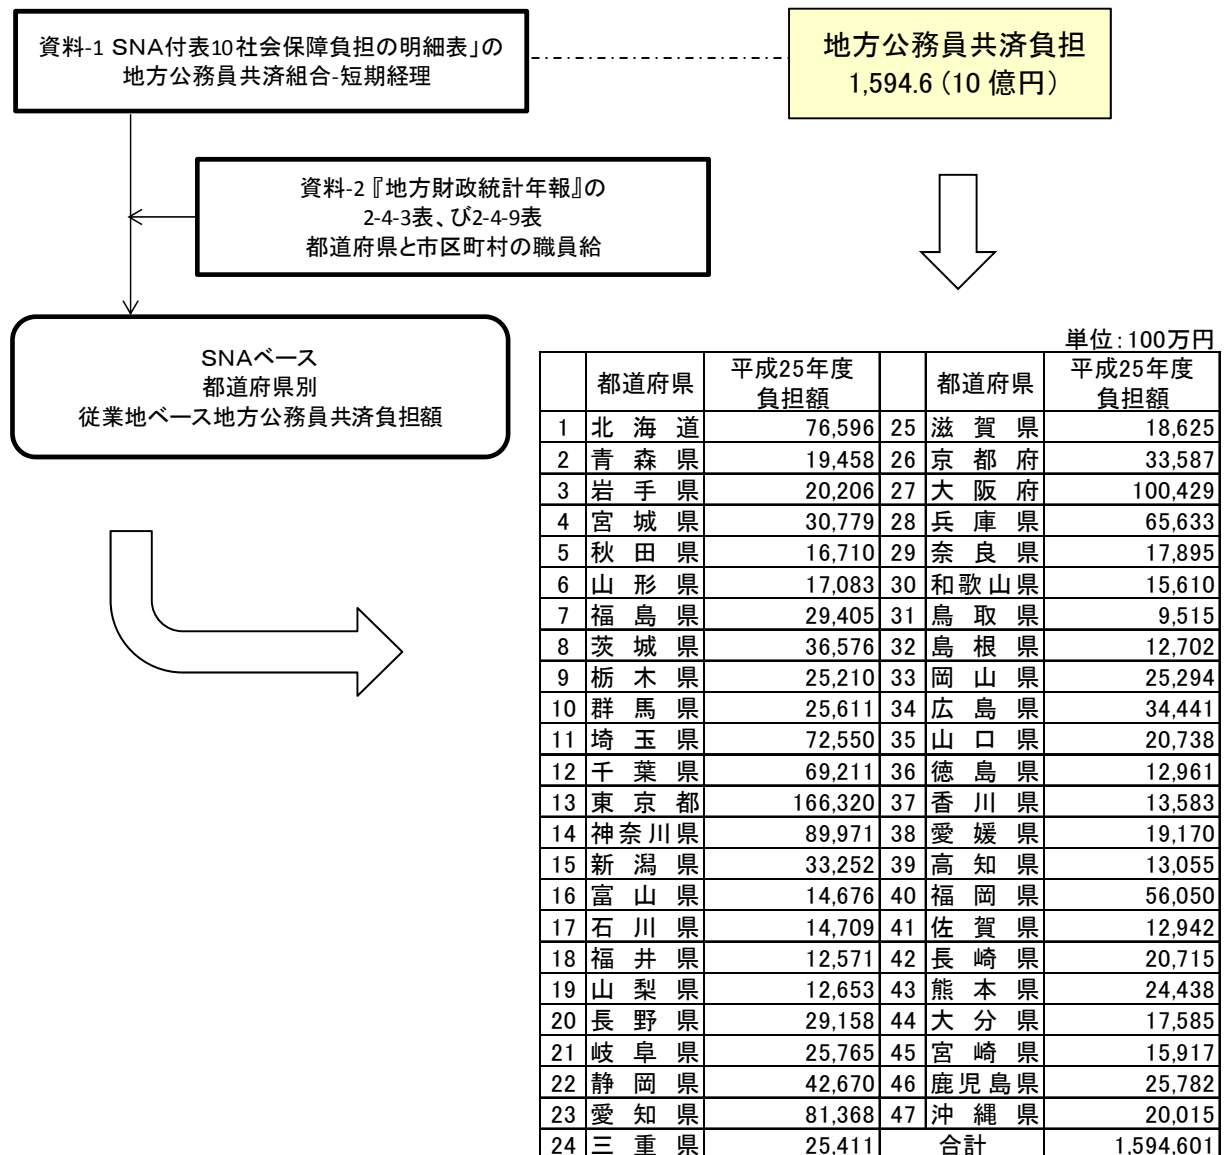 資料-1 SNA付表10社会保障負担の明細表」の
地方公務員共済組合-短期経理
地方公務員共済負担
1,594.6（10 億円）
資料-2『地方財政統計年報』の
2-4-3表、び2-4-9表
都道府県と市区町村の職員給
SNAベース
都道府県別
従業地ベース地方公務員共済負担額
単位：100万円
都道府県 平成25年度 負担額 都道府県 平成25年度 負担額
1 北海道 76,596 25 滋賀県 18,625
2 青森県 19,458 26 京都府 33,587
3 岩手県 20,206 27 大阪府 100,429
4 宮城県 30,779 28 兵庫県 65,633
5 秋田県 16,710 29 奈良県 17,895
6 山形県 17,083 30 和歌山県 15,610
7 福島県 29,405 31 鳥取県 9,515
8 茨城県 36,576 32 島根県 12,702
9 栃木県 25,210 33 岡山県 25,294
10 群馬県 25,611 34 広島県 34,441
11 埼玉県 72,550 35 山口県 20,738
12 千葉県 69,211 36 徳島県 12,961
13 東京都 166,320 37 香川県 13,583
14 神奈川県 89,971 38 愛媛県 19,170
15 新潟県 33,252 39 高知県 13,055
16 富山県 14,676 40 福岡県 56,050
17 石川県 14,709 41 佐賀県 12,942
18 福井県 12,571 42 長崎県 20,715
19 山梨県 12,653 43 熊本県 24,438
20 長野県 29,158 44 大分県 17,585
21 岐阜県 25,765 45 宮崎県 15,917
22 静岡県 42,670 46 鹿児島県 25,782
23 愛知県 81,368 47 沖縄県 20,015
24 三重県 25,411 合計 1,594,601